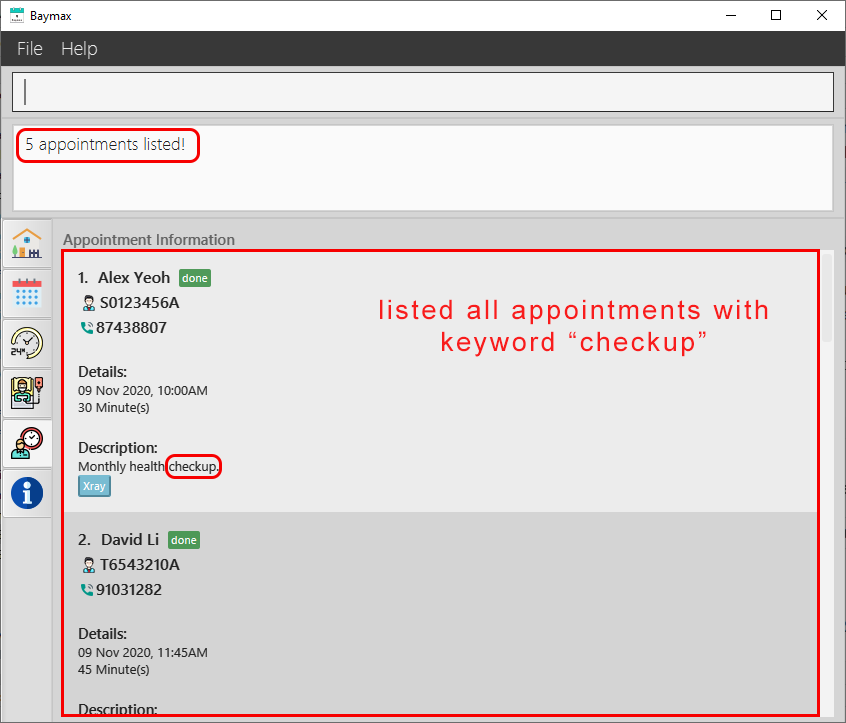 Baymax
File Help
5 appointments listed!
Appointment Information
1. Alex Yeoh done
S0123456A
87438807
listed all appointments with
keyword “checkup”
Details:
09 Nov 2020, 10:00AM
30 Minute(s)
Description:
Monthly health checkup.
Xray
2. David Li done
T6543210A
91031282
Details:
09 Nov 2020, 11:45AM
45 Minute(s)
Description:
24H